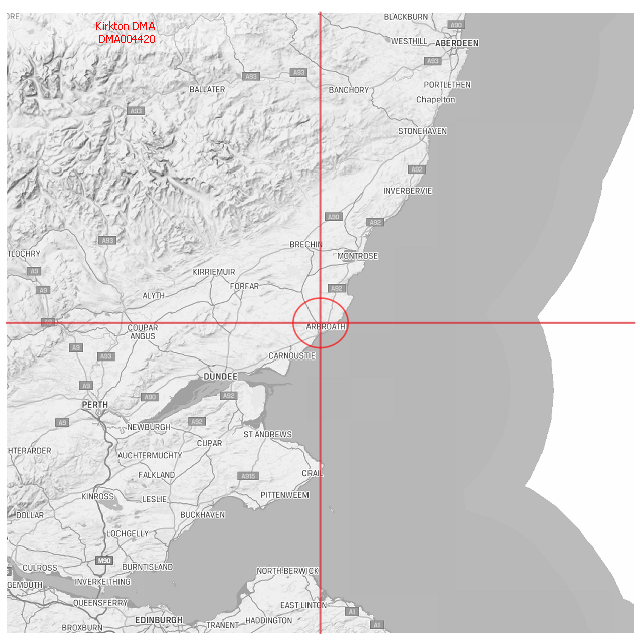 ORE.
Kirkton DMA
DMA004420
BLACKBURN
A90
WESTHILL
ABERDEEN
A93
A93
A93
BALLATER
BANCHORY
PORTLETHEN
Chapelton
A93
STONEHAVEN
A92
INVERBERVIE
A90
A92
A93
BRECHIN
TLOCHRY
MONTROSE
A9
KIRRIEMUIR
FORFAR
A92
A9
ALYTH
ARBROATH
COUPAR
ANGUS
A9
A93
CARNOUSTIE
DUNDEE
A9
A90
A92
PERTH
A9
NEWBURGH
A92
ST ANDREWS
CUPAR
HTERARDER
AUCHTERMUCHTY
FALKLAND
A915
CRAIL
KINROSS
LESLIE
PITTENWEEM
DOLLAR
BUCKHAVEN
LOCHGELLY
M90
CULROSS
BURNTISLAND
NORTH BERWICK
GEMOUTH
INVERKEITHING
QUEENSFERRY
EAST LINTON
A1
EDINBURGH
HADDINGTON
BROXBURN
TRANENT
A1